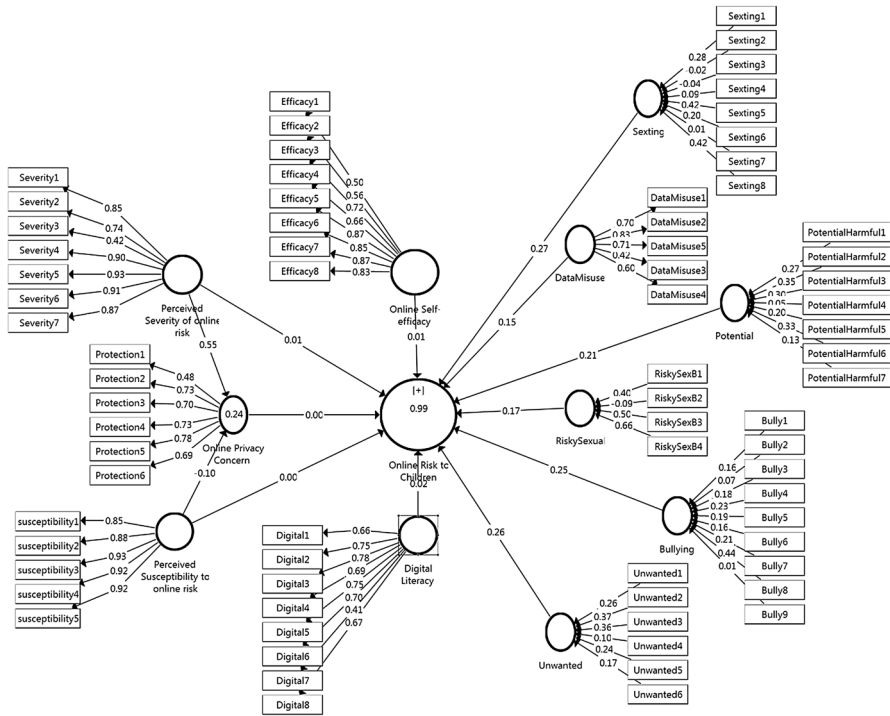 Sexting1
Sexting2
Sexting3
Sexting4
Sexting5
Sexting6
Sexting7
Sexting8
0.28
-0.02
-0.04
0.09
0.42
0.20
0.01
0.42
Sexting
Efficacy1
Efficacy2
Efficacy3
Efficacy4
Efficacy5
Efficacy6
Efficacy7
Efficacy8
0.50
0.56
0.72
0.66
0.87
0.85
0.87
0.83
Online Self-
efficacy
0.01
Severity1
Severity2
Severity3
Severity4
Severity5
Severity6
Severity7
0.85
0.74
0.42
0.90
0.93
0.91
0.87
Perceived
Severity of online
risk
0.55
0.01
DataMisuse1
DataMisuse2
DataMisuse5
DataMisuse3
DataMisuse4
0.70
0.83
0.71
0.42
0.60
DataMisuse
0.27
0.15
PotentialHarmful1
PotentialHarmful2
PotentialHarmful3
PotentialHarmful4
PotentialHarmful5
PotentialHarmful6
PotentialHarmful7
0.27
0.35
0.30
0.05
0.20
0.33
0.13
Potential
0.21
Protection1
Protection2
Protection3
Protection4
Protection5
Protection6
0.48
0.73
0.70
0.73
0.78
0.69
0.24
Online Privacy
Concern
-0.10
0.00
[+]
0.99
Online Risk to
Children
0.02
0.17
RiskySexB1
RiskySexB2
RiskySexB3
RiskySexB4
0.40
-0.09
0.50
0.66
RiskySexual
0.25
Bully1
Bully2
Bully3
Bully4
Bully5
Bully6
Bully7
Bully8
Bully9
0.16
0.07
0.18
0.23
0.19
0.16
0.21
0.44
0.01
Bullying
susceptibility1
susceptibility2
susceptibility3
susceptibility4
susceptibility5
0.85
0.88
0.93
0.92
0.92
Perceived
Susceptibility to
online risk
0.00
Digital1
Digital2
Digital3
Digital4
Digital5
Digital6
Digital7
Digital8
0.66
0.75
0.78
0.69
0.75
0.70
0.41
0.67
Digital
Literacy
0.26
Unwanted1
Unwanted2
Unwanted3
Unwanted4
Unwanted5
Unwanted6
0.26
0.37
0.36
0.10
0.24
0.17
Unwanted